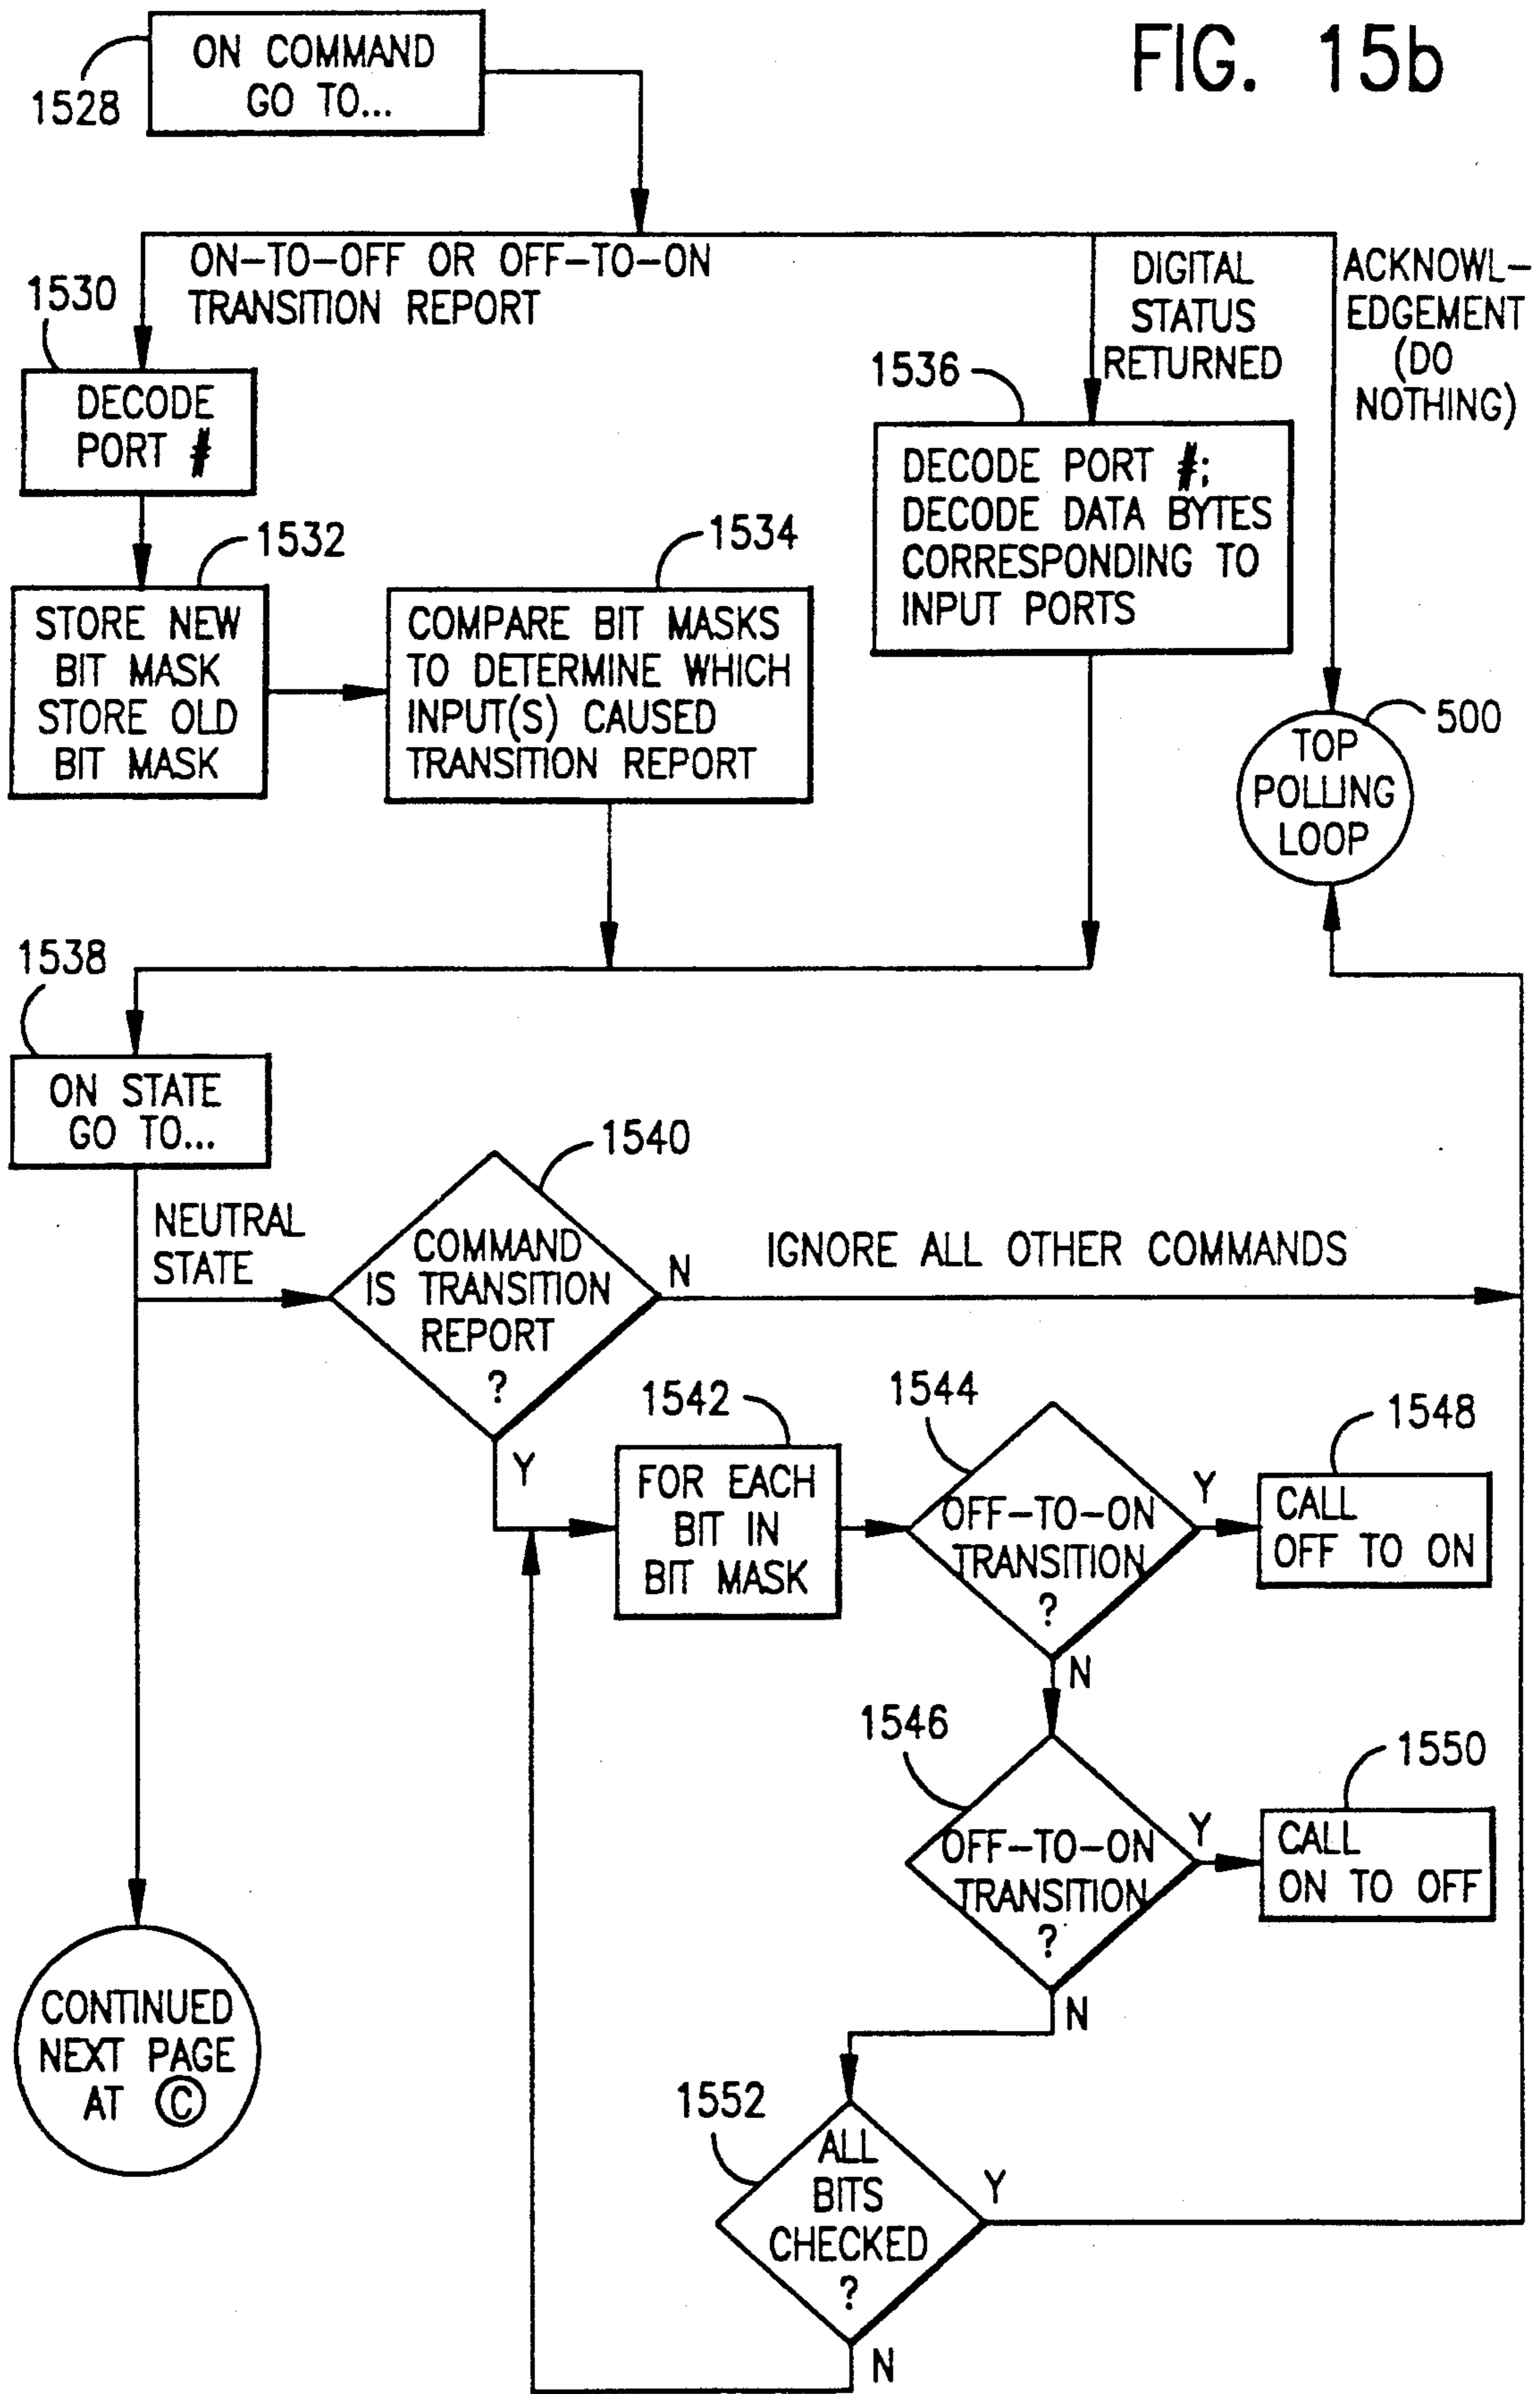 FIG. 15b
ON COMMAND
GO TO...
1528
ON-TO-OFF OR OFF-TO-ON
TRANSITION REPORT
DIGITAL
STATUS
RETURNED
ACKNOWL-
EDGEMENT
(DO
NOTHING)
1530
DECODE
PORT #
1536
DECODE PORT #;
DECODE DATA BYTES
CORRESPONDING TO
INPUT PORTS
1532
STORE NEW
BIT MASK
STORE OLD
BIT MASK
1534
COMPARE BIT MASKS
TO DETERMINE WHICH
INPUT(S) CAUSED
TRANSITION REPORT
500
TOP
POLLING
LOOP
1538
ON STATE
GO TO...
NEUTRAL
STATE
1540
COMMAND
IS TRANSITION
REPORT
?
N
IGNORE ALL OTHER COMMANDS
Y
1542
FOR EACH
BIT IN
BIT MASK
1544
OFF-TO-ON
TRANSITION
?
Y
1548
CALL
OFF TO ON
N
1546
OFF-TO-ON
TRANSITION
?
Y
1550
CALL
ON TO OFF
N
CONTINUED
NEXT PAGE
AT Ⓒ
1552
ALL
BITS
CHECKED
?
Y
N